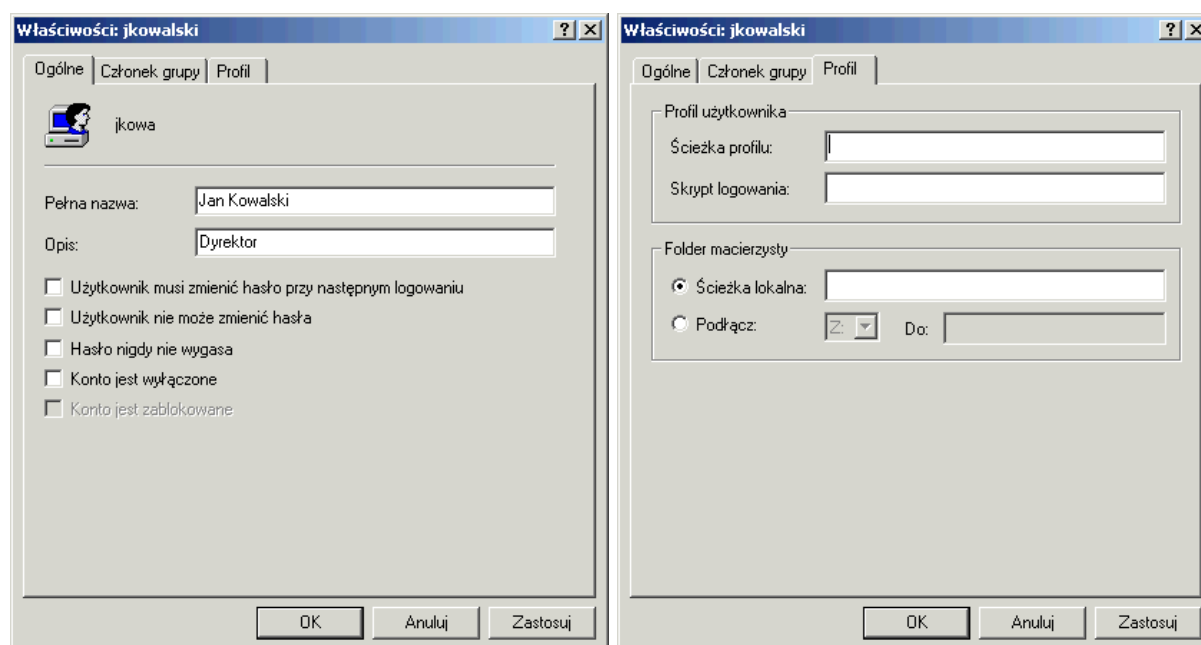 Właściwości: jkowalski
Ogólne Członek grupy Profil
jkowa
Pełna nazwa: Jan Kowalski
Opis: Dyrektor
Użytkownik musi zmienić hasło przy następnym logowaniu
Użytkownik nie może zmienić hasła
Hasło nigdy nie wygasa
Konto jest wyłączone
Konto jest zablokowane
OK Anuluj Zastosuj
Właściwości: jkowalski
Ogólne Członek grupy Profil
Profil użytkownika
Ścieżka profilu:
Skrypt logowania:
Folder macierzysty
Ścieżka lokalna:
Podłącz: Z: Do:
OK Anuluj Zastosuj